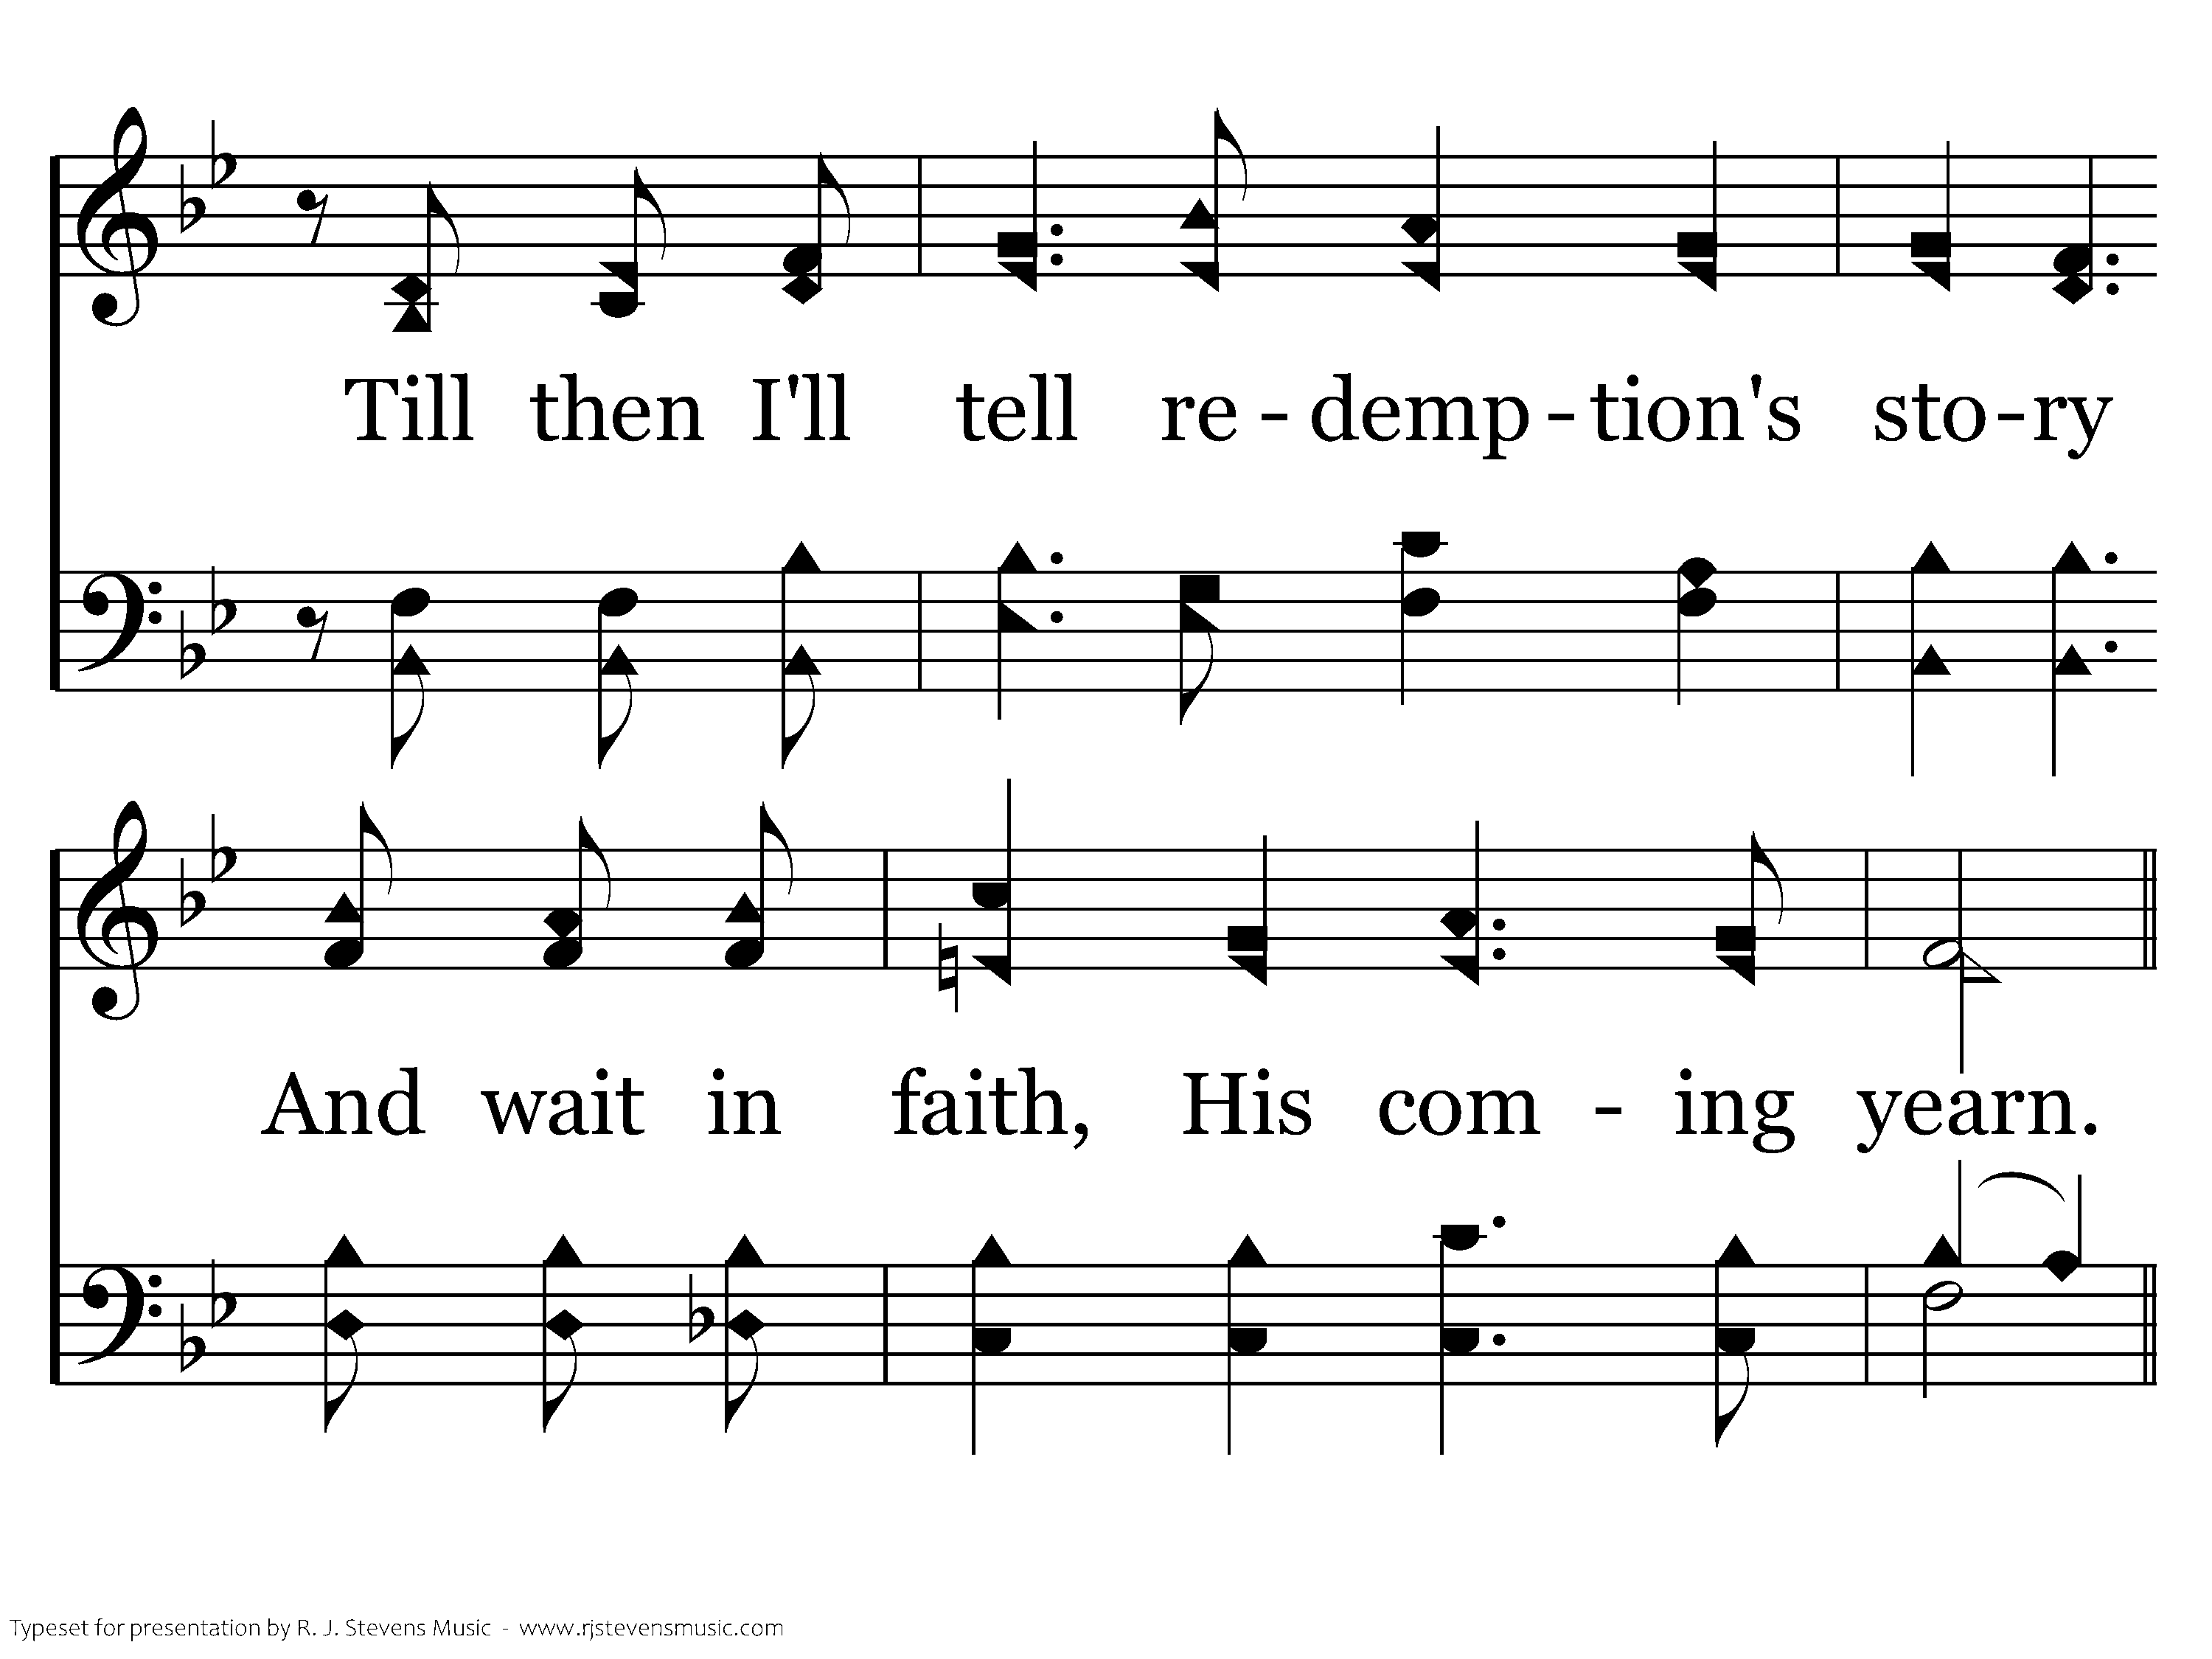 Till then I'll tell re - demp - tion's sto - ry
And wait in faith, His com - ing yearn.
Typeset for presentation by R. J. Stevens Music - www.rjstevensmusic.com